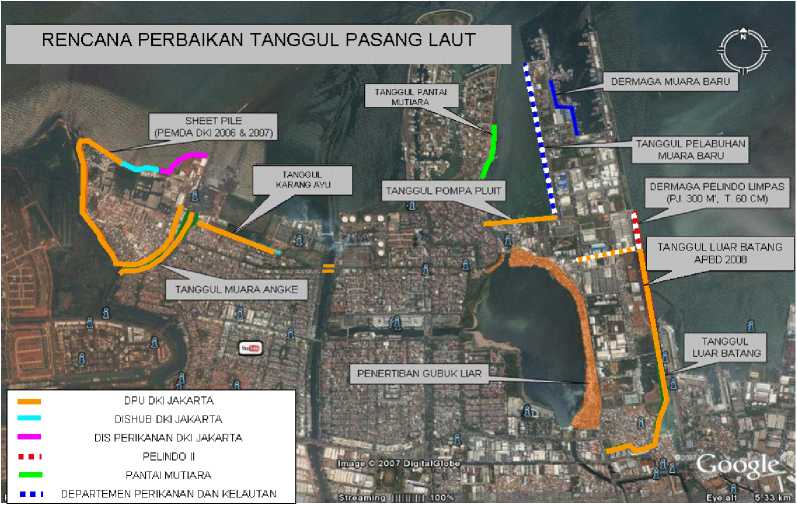 RENCANA PERBAIKAN TANGGUL PASANG LAUT
N
TANGGUL PANTAI
MUTIARA
DERMAGA MUARA BARU
SHEET PILE
(PEMDA DKI 2006 & 2007)
TANGGUL PELABUHAN
MUARA BARU
TANGGUL
KARANG AYU
TANGGUL POMPA PLUIT
DERMAGA PELINDO LIMPAS
(PJ. 300 M', T. 60 CM)
TANGGUL LUAR BATANG
APBD 2008
TANGGUL MUARA ANGKE
TANGGUL
LUAR BATANG
PENERTIBAN GUBUK LIAR
DPU DKI JAKARTA
DISHUB DKI JAKARTA
DIS PERIKANAN DKI JAKARTA
PELINDO II
PANTAI MUTIARA
DEPARTEMEN PERIKANAN DAN KELAUTAN
Image © 2007 DigitalGlobe
Google
Streaming |||||||||| 100%
Eye alt 5.33 km